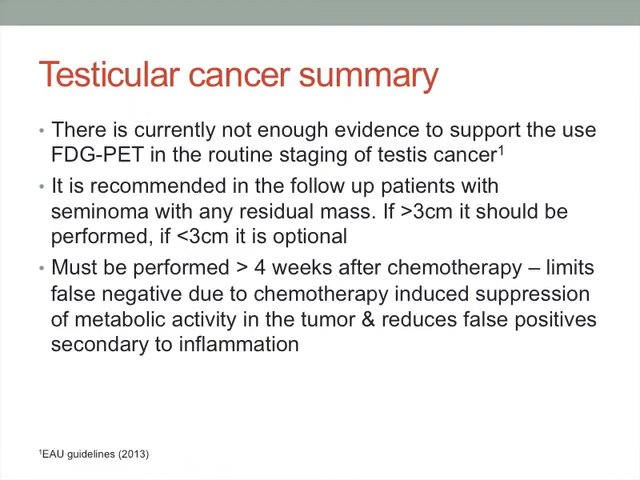 Testicular cancer summary
• There is currently not enough evidence to support the use
FDG-PET in the routine staging of testis cancer¹
• It is recommended in the follow up patients with
seminoma with any residual mass. If >3cm it should be
performed, if <3cm it is optional
• Must be performed > 4 weeks after chemotherapy – limits
false negative due to chemotherapy induced suppression
of metabolic activity in the tumor & reduces false positives
secondary to inflammation
¹EAU guidelines (2013)